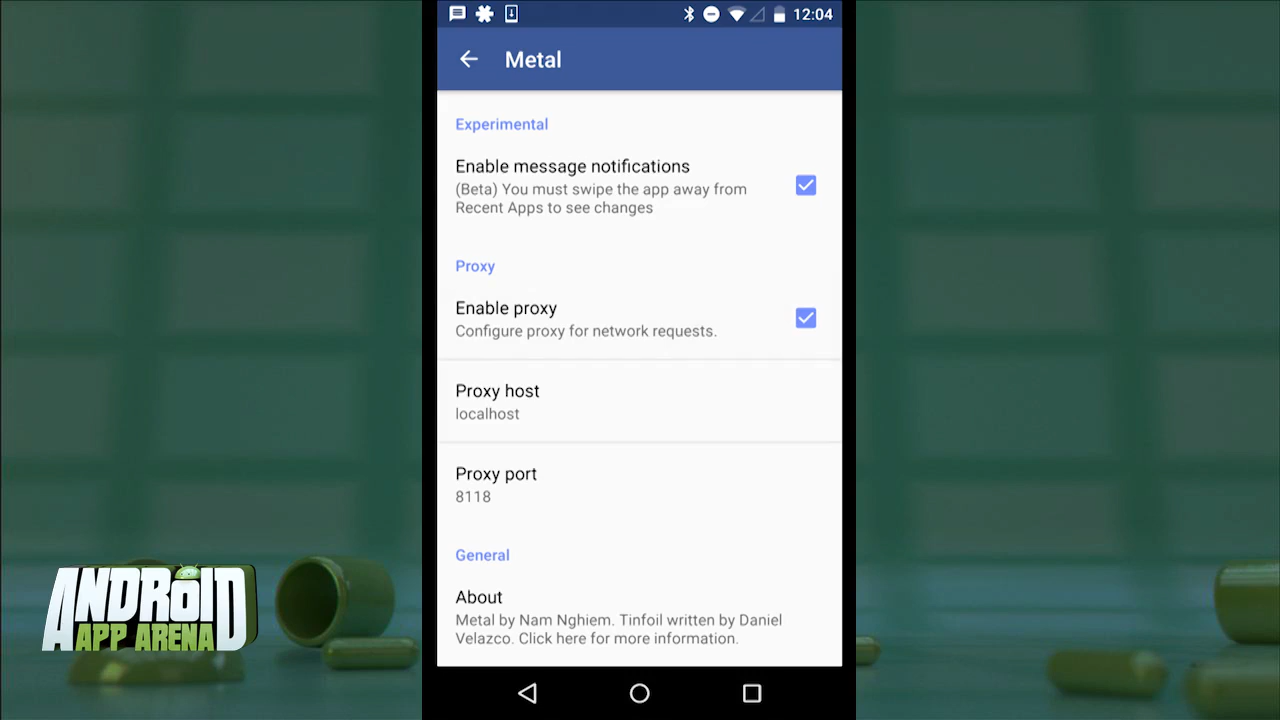 12:04
Metal
Experimental
Enable message notifications
(Beta) You must swipe the app away from
Recent Apps to see changes
Proxy
Enable proxy
Configure proxy for network requests.
Proxy host
localhost
Proxy port
8118
General
About
Metal by Nam Nghiem. Tinfoil written by Daniel
Velazco. Click here for more information.
ANDROID
APP ARENA